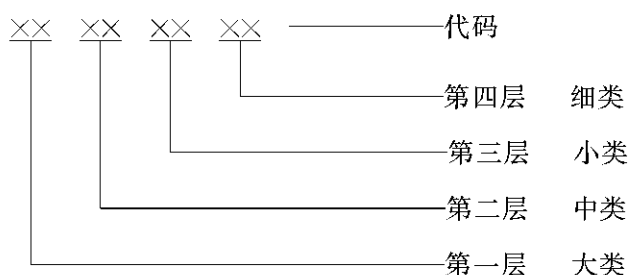 ×× ×× ×× ×× 代码
第四层 细类
第三层 小类
第二层 中类
第一层 大类